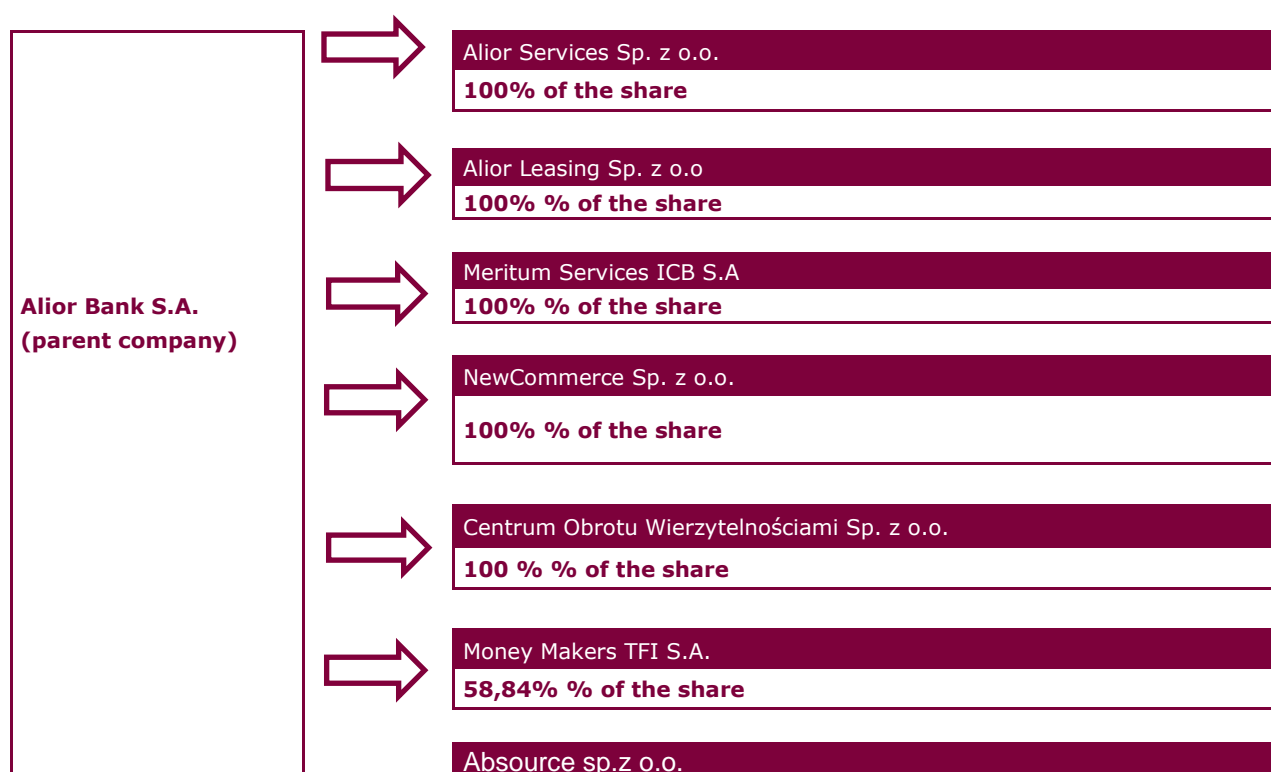 Alior Services Sp. z o.o.
100% of the share
Alior Leasing Sp. z o.o
100% % of the share
Meritum Services ICB S.A
100% % of the share
Alior Bank S.A.
(parent company)
NewCommerce Sp. z o.o.
100% % of the share
Centrum Obrotu Wierzytelnościami Sp. z o.o.
100 % % of the share
Money Makers TFI S.A.
58,84% % of the share
Absource sp.z o.o.